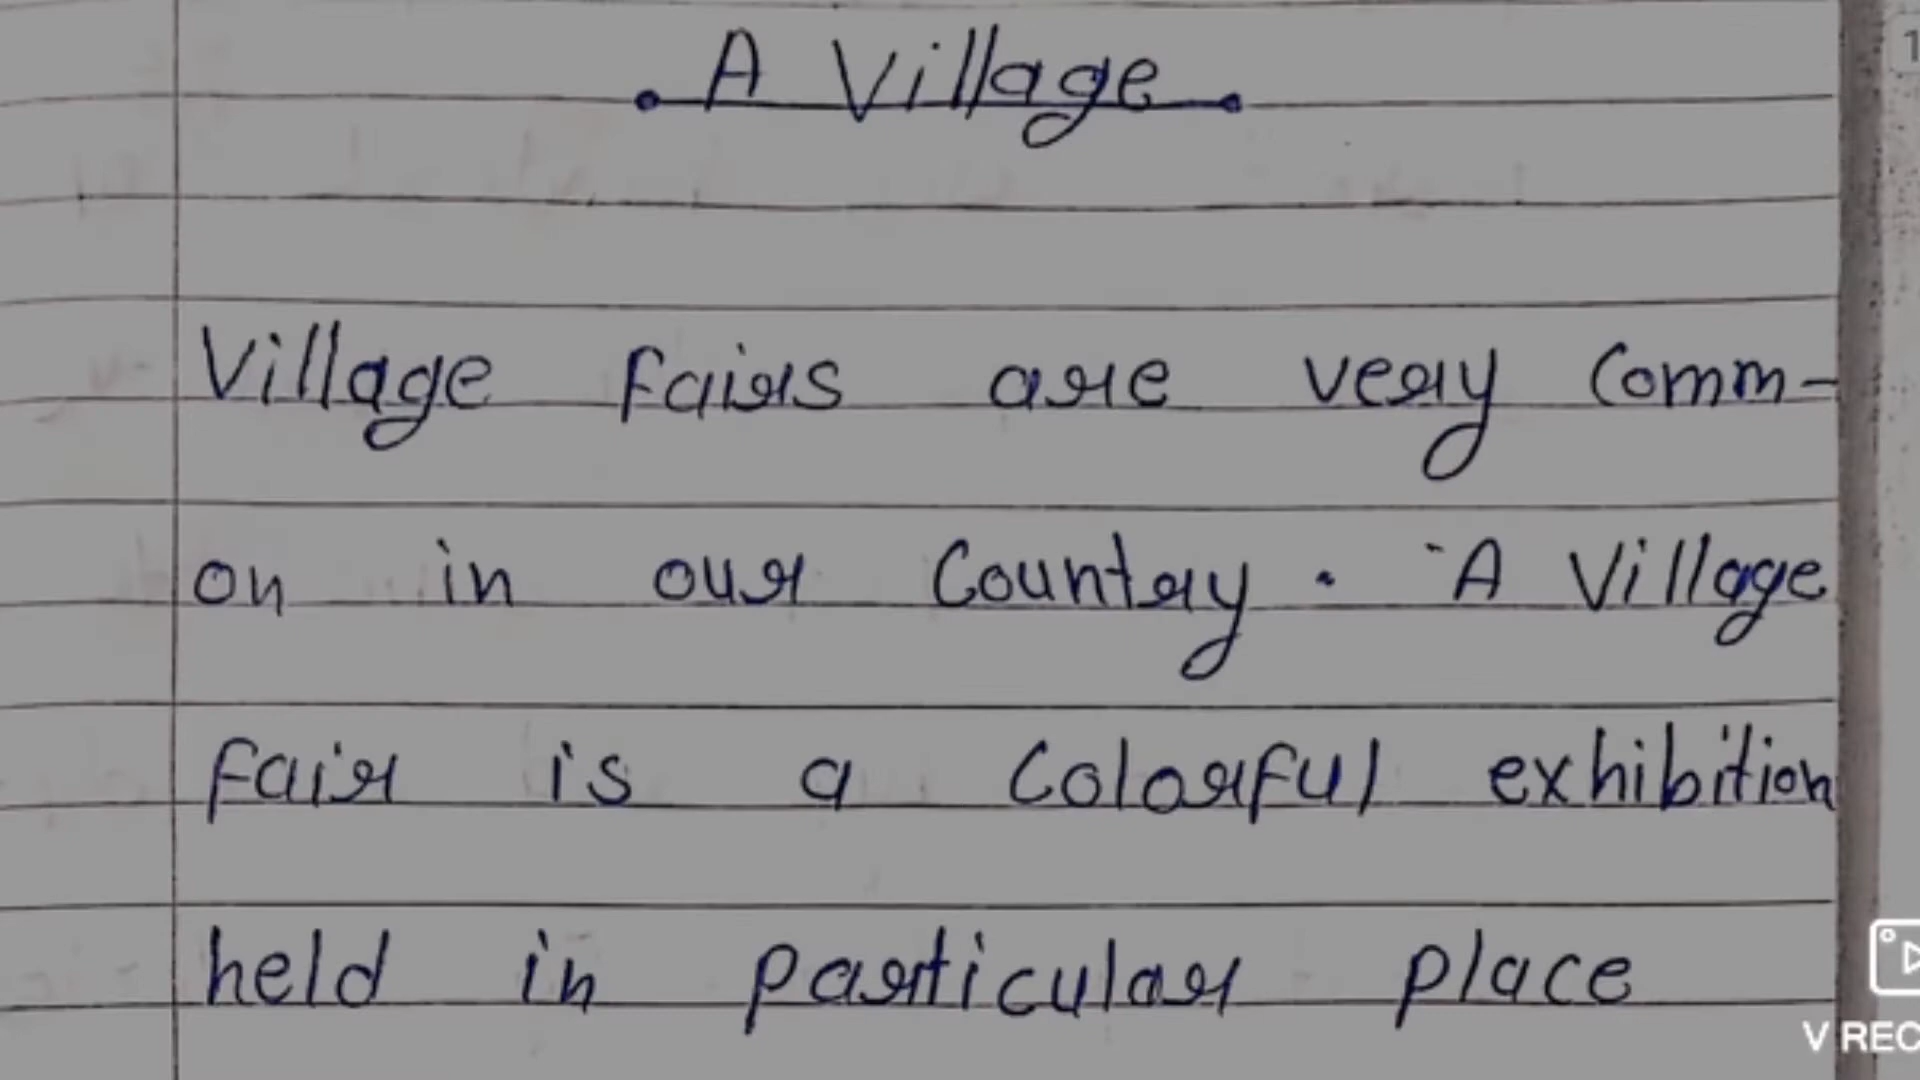 A Village
Village fairs are very Comm-
on in our Country. A Village
fair is a Colorful exhibition
held in particular place
V REC